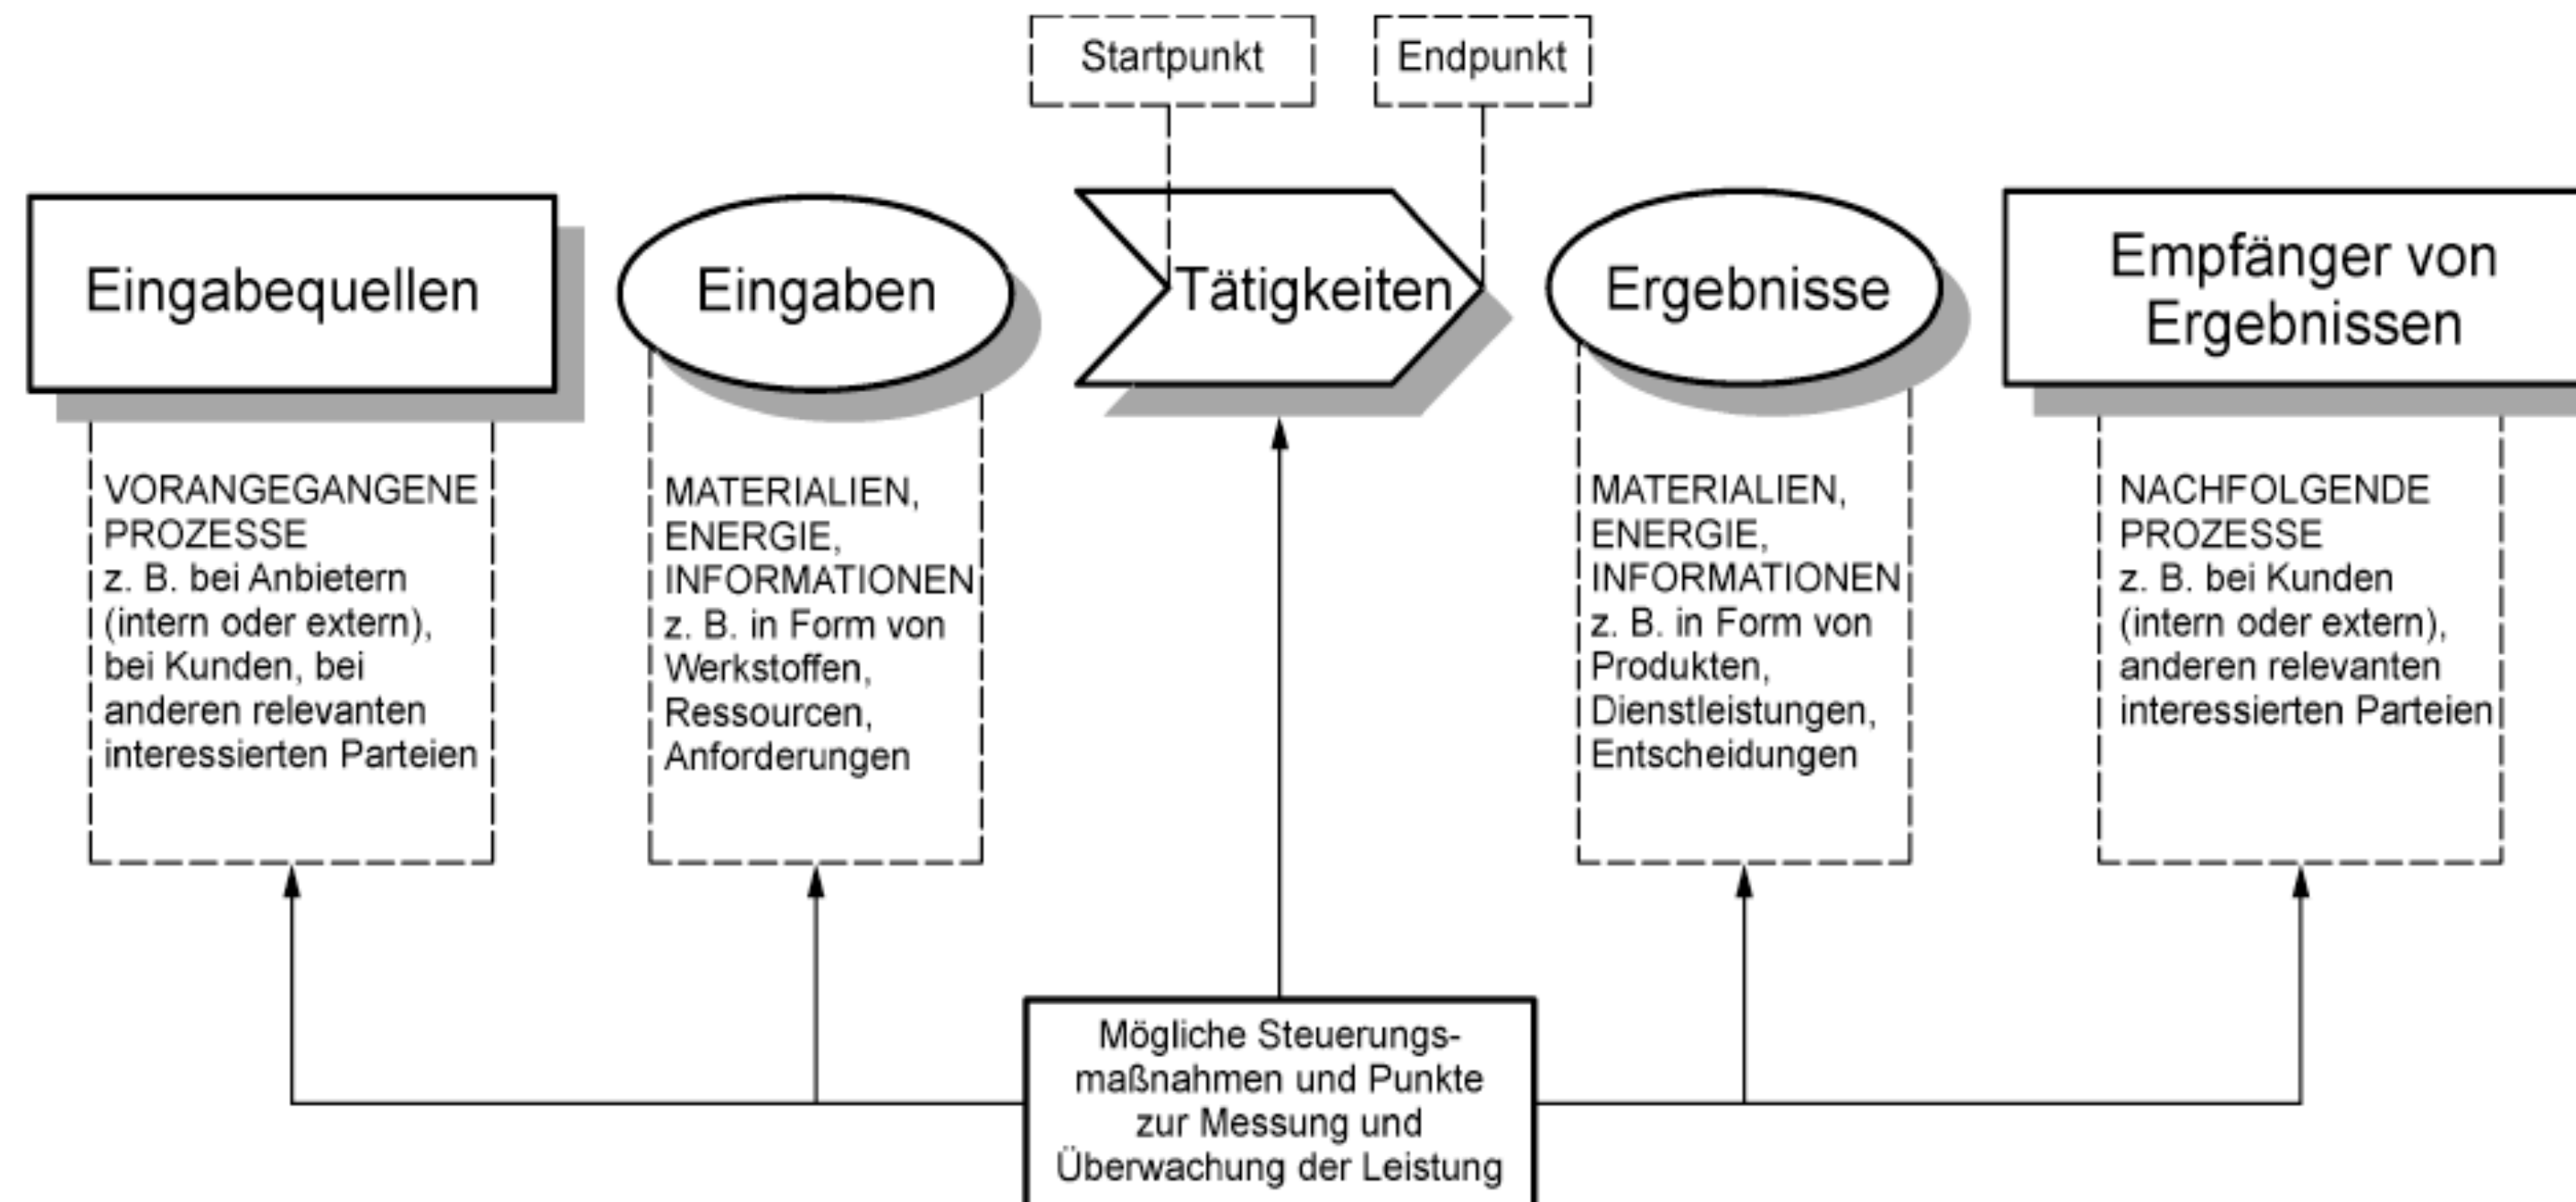 Startpunkt
Endpunkt
Eingabequellen
Eingaben
Tätigkeiten
Ergebnisse
Empfänger von
Ergebnissen
VORANGEGANGENE
PROZESSE
z. B. bei Anbietern
(intern oder extern),
bei Kunden, bei
anderen relevanten
interessierten Parteien
MATERIALIEN,
ENERGIE,
INFORMATIONEN
z. B. in Form von
Werkstoffen,
Ressourcen,
Anforderungen
MATERIALIEN,
ENERGIE,
INFORMATIONEN
z. B. in Form von
Produkten,
Dienstleistungen,
Entscheidungen
NACHFOLGENDE
PROZESSE
z. B. bei Kunden
(intern oder extern),
anderen relevanten
interessierten Parteien
Mögliche Steuerungs-
maßnahmen und Punkte
zur Messung und
Überwachung der Leistung